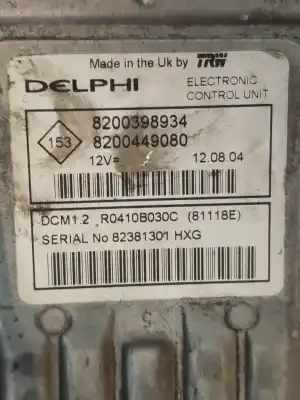 Made in the Uk by TRW
DELPHI ELECTRONIC
CONTROL UNIT
153
8200398934
8200449080
12V= 12.08.04
DCM1.2 R0410B030C (81118E)
SERIAL No 82381301 HXG